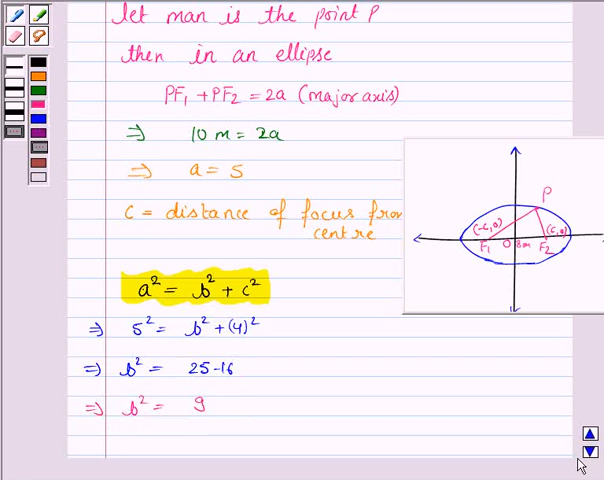 let man is the point P
then in an ellipse
PF₁ + PF₂ = 2a (major axis)
⇒ 10 m = 2a
⇒ a = 5
c = distance of focus from
centre
a² = b² + c²
⇒ 5² = b² + (4)²
⇒ b² = 25-16
⇒ b² = 9
P
(-c,0) (c,0)
F₁ O 8m F₂